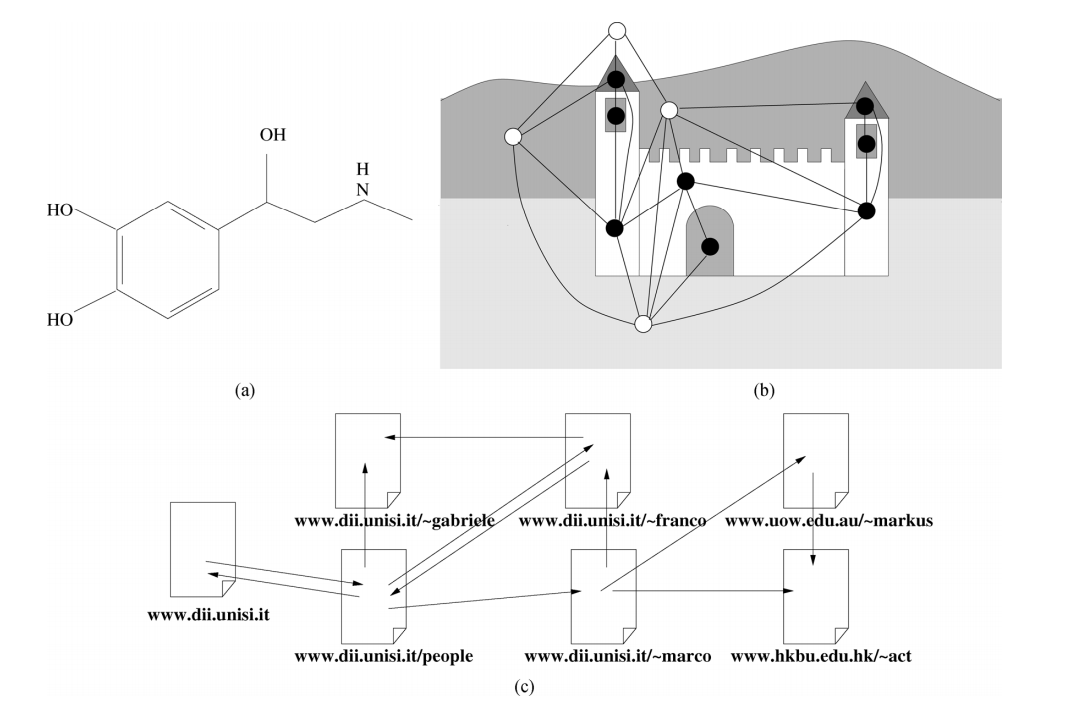 OH
H
N
HO
HO
(a)
(b)
www.dii.unisi.it/~gabriele
www.dii.unisi.it/~franco
www.uow.edu.au/~markus
www.dii.unisi.it
www.dii.unisi.it/people
www.dii.unisi.it/~marco
www.hkbu.edu.hk/~act
(c)